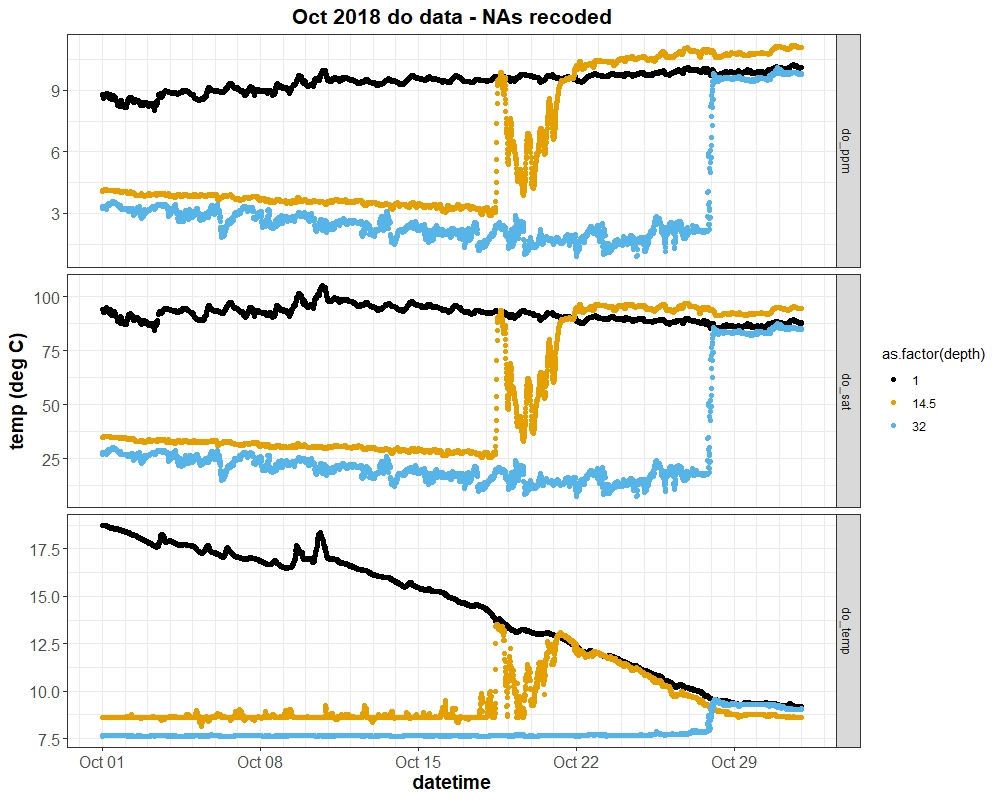 Oct 2018 do data - NAs recoded
9
6
3
do_ppm
100
75
50
25
do_sat
temp (deg C)
as.factor(depth)
1
14.5
32
17.5
15.0
12.5
10.0
7.5
do_temp
Oct 01 Oct 08 Oct 15 Oct 22 Oct 29
datetime